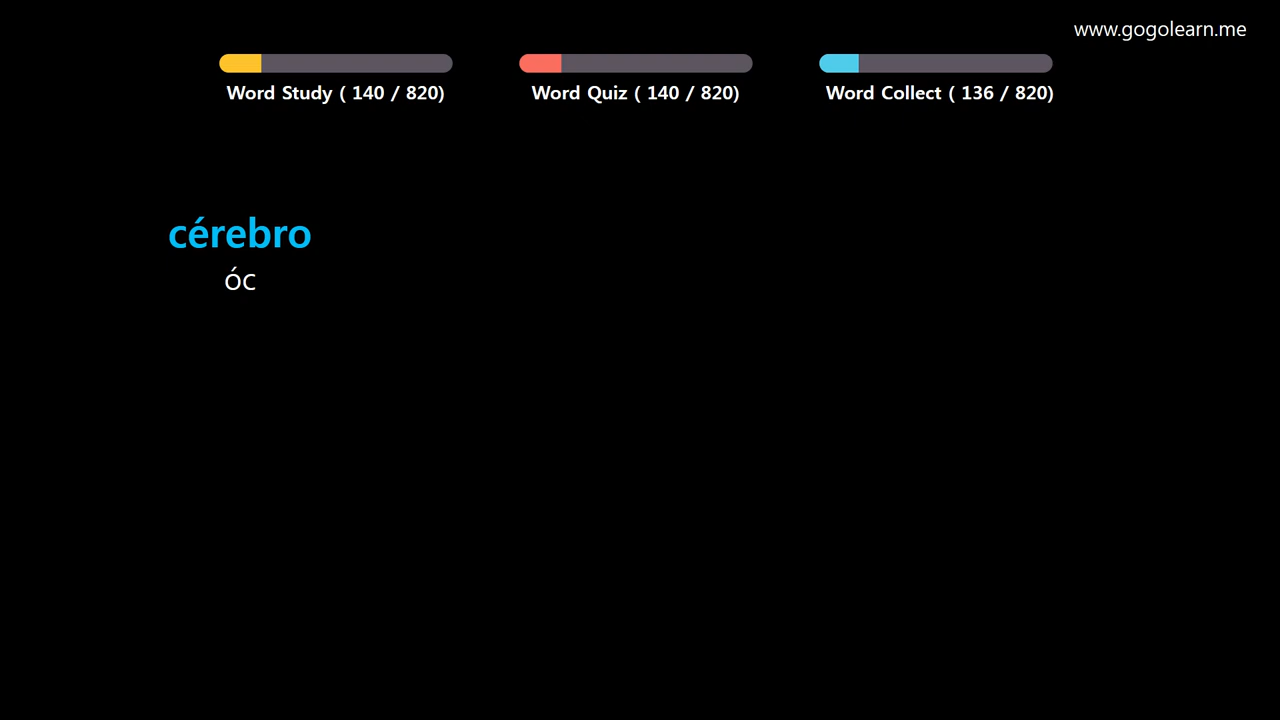 www.gogolearn.me
Word Study ( 140 / 820)
Word Quiz ( 140 / 820)
Word Collect ( 136 / 820)
cérebro
óc